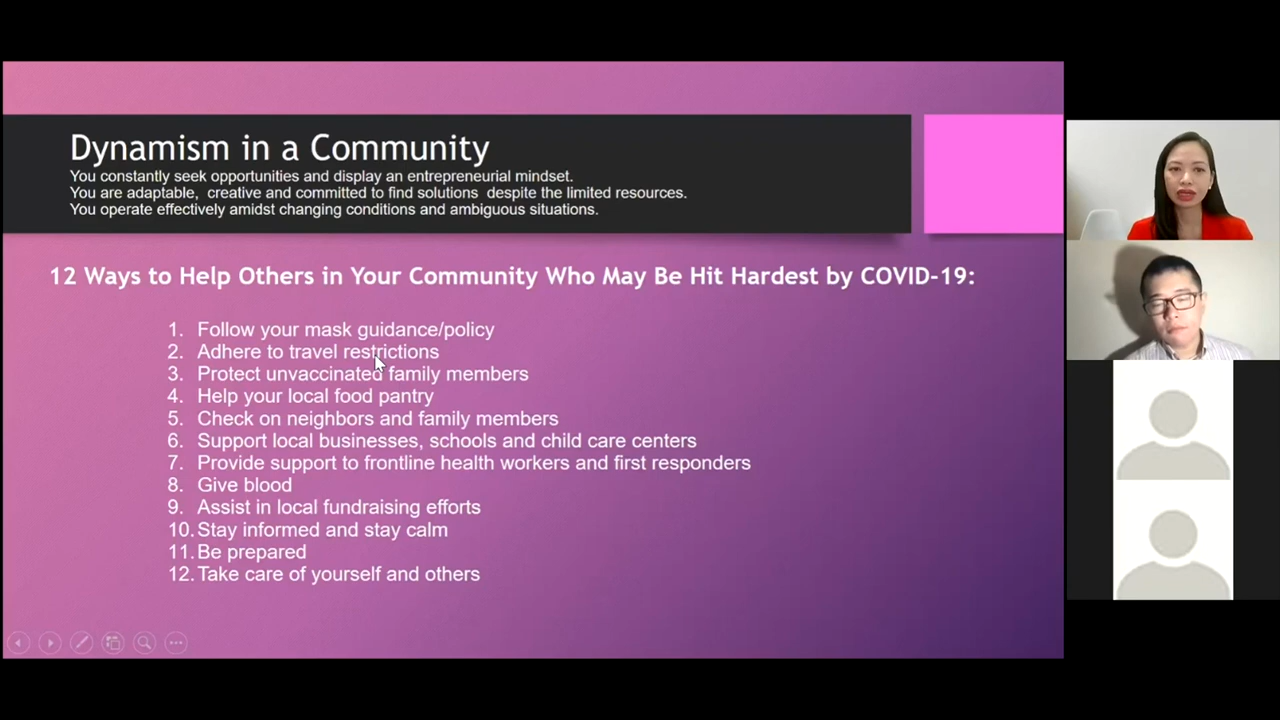 Dynamism in a Community
You constantly seek opportunities and display an entrepreneurial mindset.
You are adaptable, creative and committed to find solutions despite the limited resources.
You operate effectively amidst changing conditions and ambiguous situations.
12 Ways to Help Others in Your Community Who May Be Hit Hardest by COVID-19:
1. Follow your mask guidance/policy
2. Adhere to travel restrictions
3. Protect unvaccinated family members
4. Help your local food pantry
5. Check on neighbors and family members
6. Support local businesses, schools and child care centers
7. Provide support to frontline health workers and first responders
8. Give blood
9. Assist in local fundraising efforts
10. Stay informed and stay calm
11. Be prepared
12. Take care of yourself and others